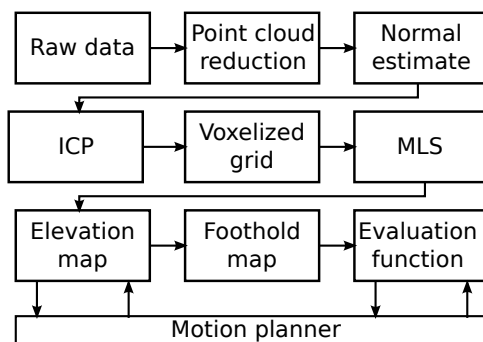 Raw data
Point cloud
reduction
Normal
estimate
ICP
Voxelized
grid
MLS
Elevation
map
Foothold
map
Evaluation
function
Motion planner